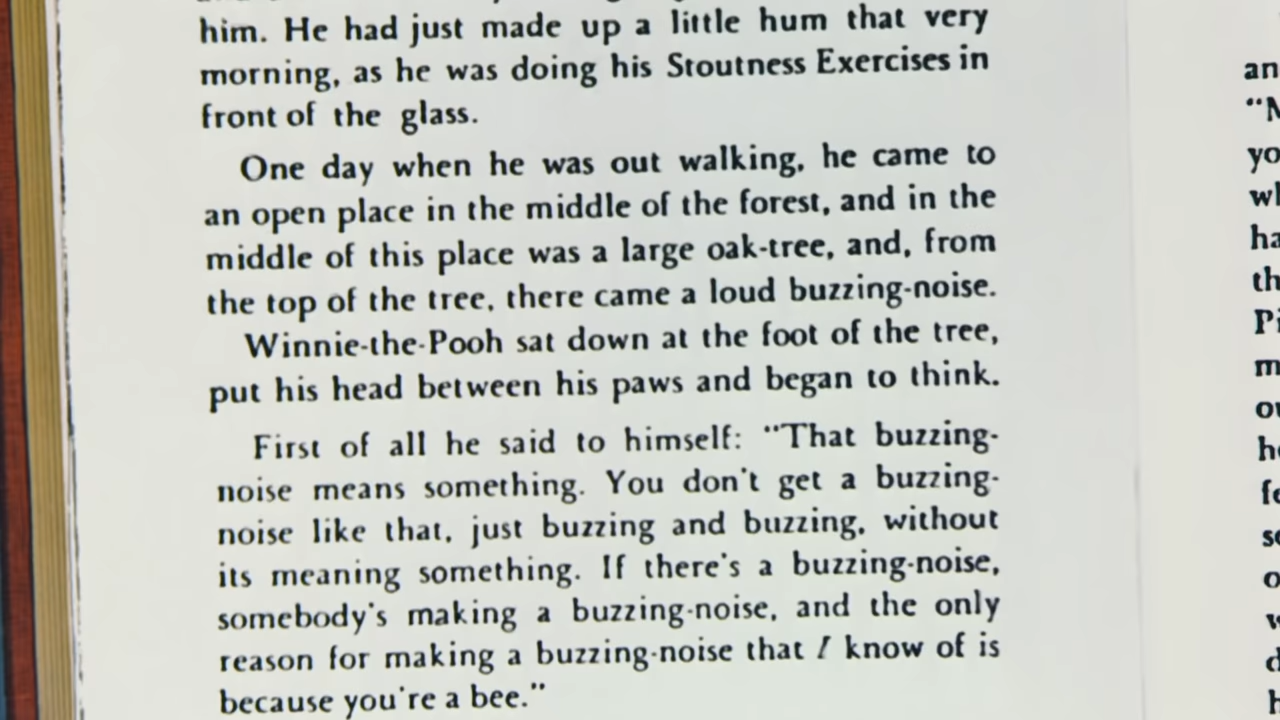 him. He had just made up a little hum that very
morning, as he was doing his Stoutness Exercises in
front of the glass.
One day when he was out walking, he came to
an open place in the middle of the forest, and in the
middle of this place was a large oak-tree, and, from
the top of the tree, there came a loud buzzing-noise.
Winnie-the-Pooh sat down at the foot of the tree,
put his head between his paws and began to think.
First of all he said to himself: "That buzzing-
noise means something. You don't get a buzzing-
noise like that, just buzzing and buzzing, without
its meaning something. If there's a buzzing-noise,
somebody's making a buzzing-noise, and the only
reason for making a buzzing-noise that I know of is
because you're a bee."